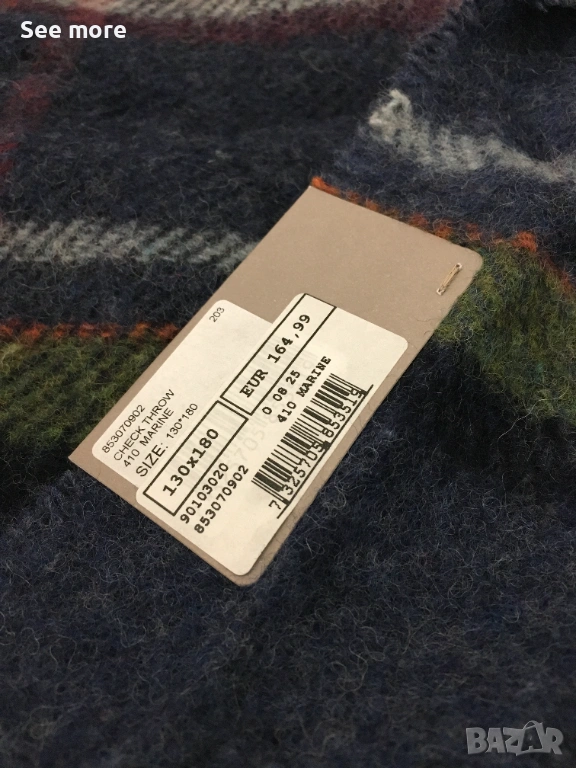 See more
203
853070902
CHECK THROW
410 MARINE
SIZE: 130*180
130x180
EUR 164,99
90103020
853070902
0 08 25
410 MARINE
7325705853519
BAZAR